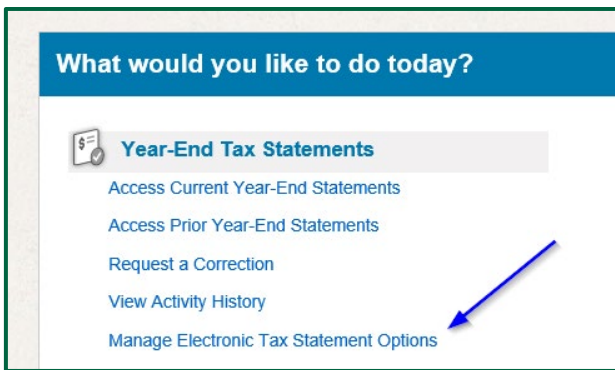 What would you like to do today?
$
Year-End Tax Statements
Access Current Year-End Statements
Access Prior Year-End Statements
Request a Correction
View Activity History
Manage Electronic Tax Statement Options